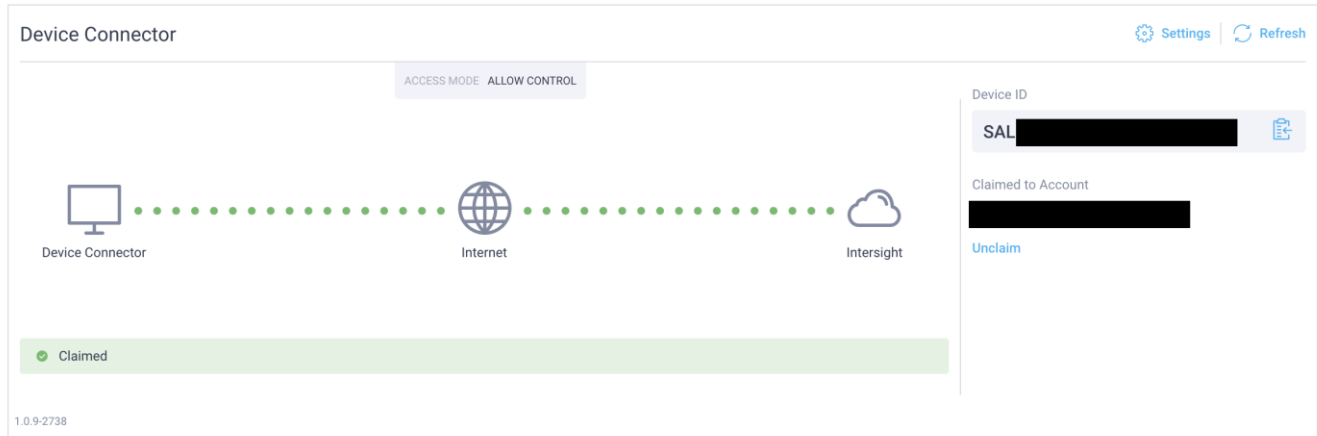 Device Connector
Settings
Refresh
ACCESS MODE ALLOW CONTROL
Device Connector
Internet
Intersight
Claimed
1.0.9-2738
Device ID
SAL
Claimed to Account
Unclaim